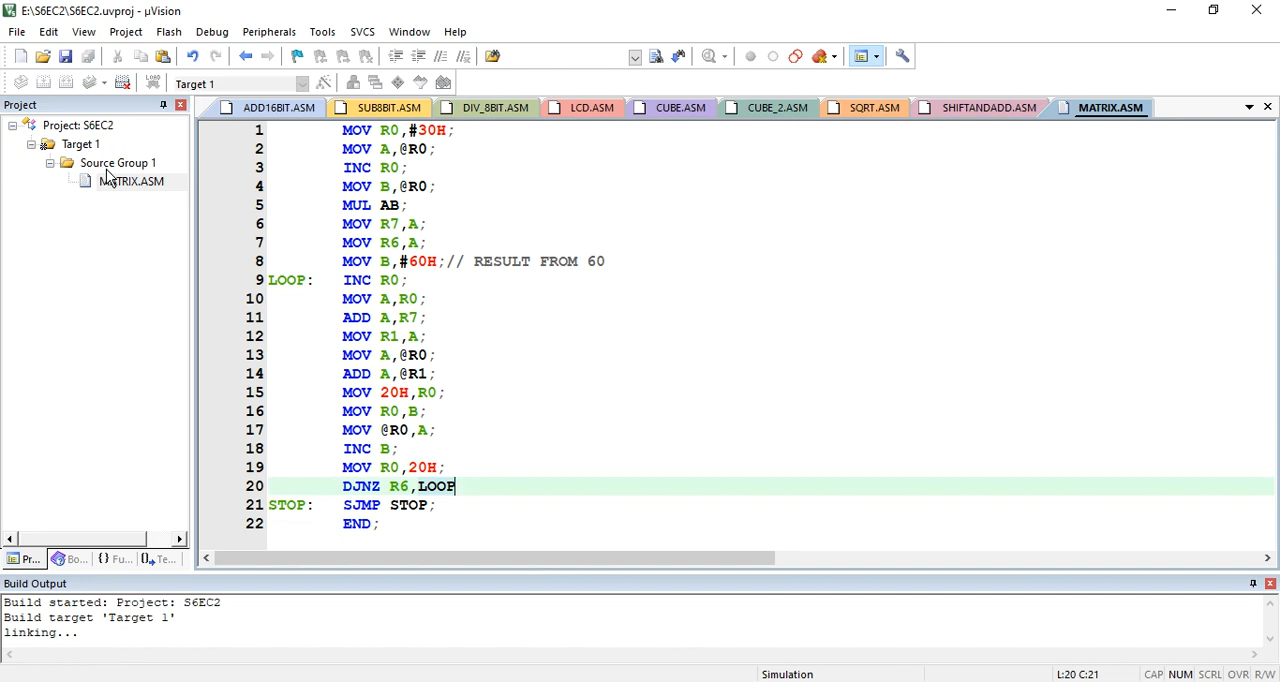 E:\S6EC2\S6EC2.uvproj - µVision
File Edit View Project Flash Debug Peripherals Tools SVCS Window Help
LOAD Target 1
Project
ADD16BIT.ASM SUB8BIT.ASM DIV_8BIT.ASM LCD.ASM CUBE.ASM CUBE_2.ASM SQRT.ASM SHIFTANDADD.ASM MATRIX.ASM
Project: S6EC2
Target 1
Source Group 1
MATRIX.ASM
1 MOV R0,#30H;
2 MOV A,@R0;
3 INC R0;
4 MOV B,@R0;
5 MUL AB;
6 MOV R7,A;
7 MOV R6,A;
8 MOV B,#60H;// RESULT FROM 60
9 LOOP: INC R0;
10 MOV A,R0;
11 ADD A,R7;
12 MOV R1,A;
13 MOV A,@R0;
14 ADD A,@R1;
15 MOV 20H,R0;
16 MOV R0,B;
17 MOV @R0,A;
18 INC B;
19 MOV R0,20H;
20 DJNZ R6,LOOP
21 STOP: SJMP STOP;
22 END;
Pr... Bo... {} Fu... Te...
Build Output
Build started: Project: S6EC2
Build target 'Target 1'
linking...
Simulation L:20 C:21 CAP NUM SCRL OVR R/W